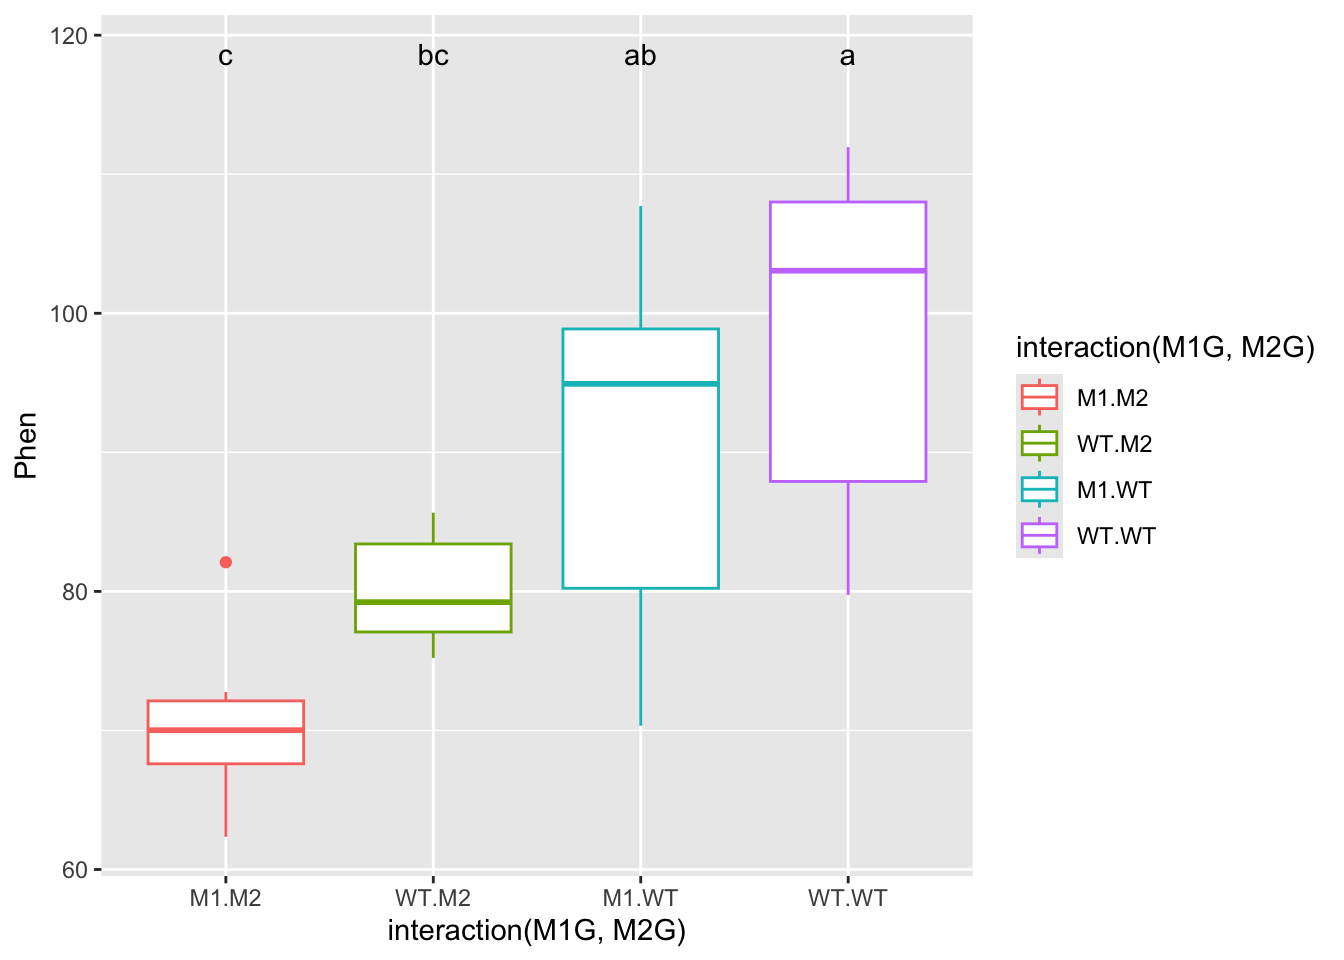 120
c bc ab a
100
80
60
Phen
M1.M2 WT.M2 M1.WT WT.WT
interaction(M1G, M2G)
interaction(M1G, M2G)
M1.M2
WT.M2
M1.WT
WT.WT